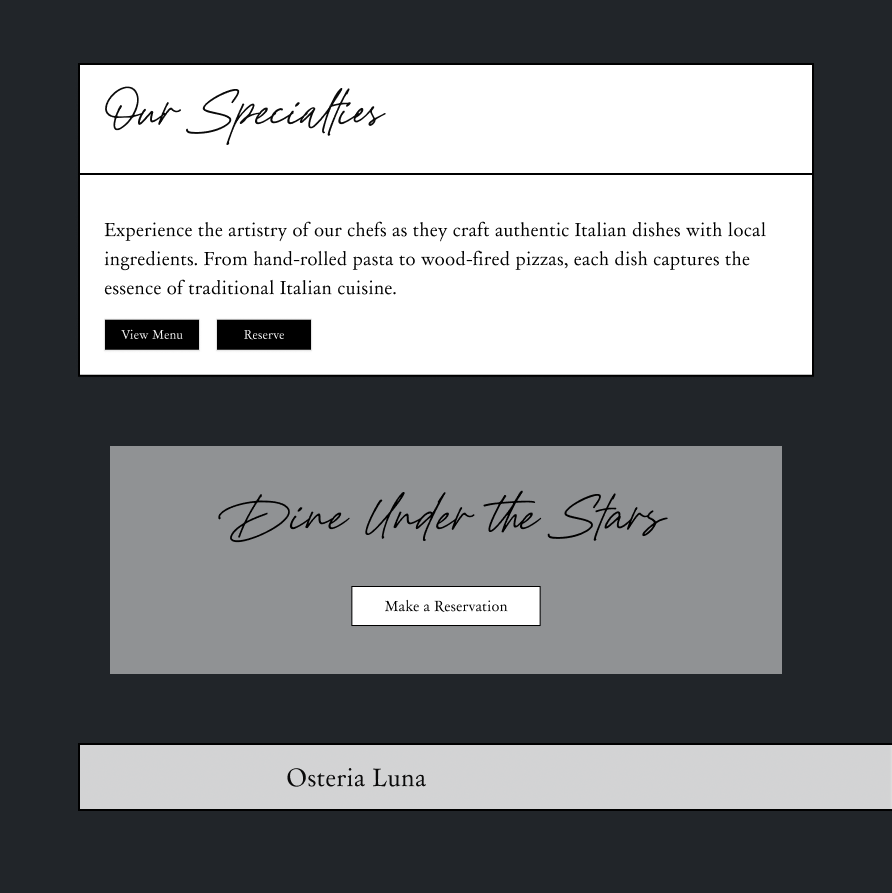 Our Specialties
Experience the artistry of our chefs as they craft authentic Italian dishes with local
ingredients. From hand-rolled pasta to wood-fired pizzas, each dish captures the
essence of traditional Italian cuisine.
View Menu Reserve
Dine Under the Stars
Make a Reservation
Osteria Luna